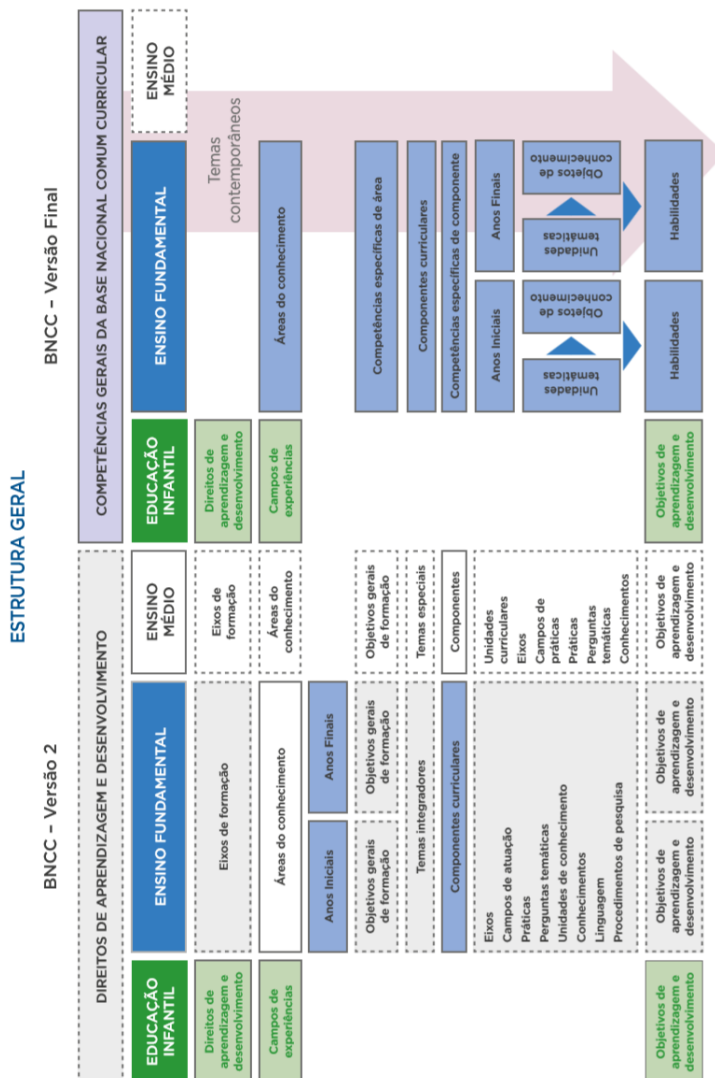 ESTRUTURA GERAL
BNCC – Versão 2
DIREITOS DE APRENDIZAGEM E DESENVOLVIMENTO
EDUCAÇÃO
INFANTIL
ENSINO FUNDAMENTAL
ENSINO
MÉDIO
Direitos de
aprendizagem e
desenvolvimento
Eixos de formação
Eixos de
formação
Campos de
experiências
Áreas do conhecimento
Áreas do
conhecimento
Anos Iniciais
Anos Finais
Objetivos gerais
de formação
Objetivos gerais
de formação
Objetivos gerais
de formação
Temas integradores
Temas especiais
Componentes curriculares
Componentes
Eixos
Campos de atuação
Práticas
Perguntas temáticas
Unidades de conhecimento
Conhecimentos
Linguagem
Procedimentos de pesquisa
Unidades
curriculares
Eixos
Campos de
práticas
Práticas
Perguntas
temáticas
Conhecimentos
Objetivos de
aprendizagem e
desenvolvimento
Objetivos de
aprendizagem e
desenvolvimento
Objetivos de
aprendizagem e
desenvolvimento
Objetivos de
aprendizagem e
desenvolvimento
BNCC – Versão Final
COMPETÊNCIAS GERAIS DA BASE NACIONAL COMUM CURRICULAR
EDUCAÇÃO
INFANTIL
ENSINO FUNDAMENTAL
ENSINO
MÉDIO
Direitos de
aprendizagem e
desenvolvimento
Temas
contemporâneos
Campos de
experiências
Áreas do conhecimento
Competências específicas de área
Componentes curriculares
Competências específicas de componente
Anos Iniciais
Anos Finais
Unidades
temáticas
Objetos de
conhecimento
Unidades
temáticas
Objetos de
conhecimento
Objetivos de
aprendizagem e
desenvolvimento
Habilidades
Habilidades